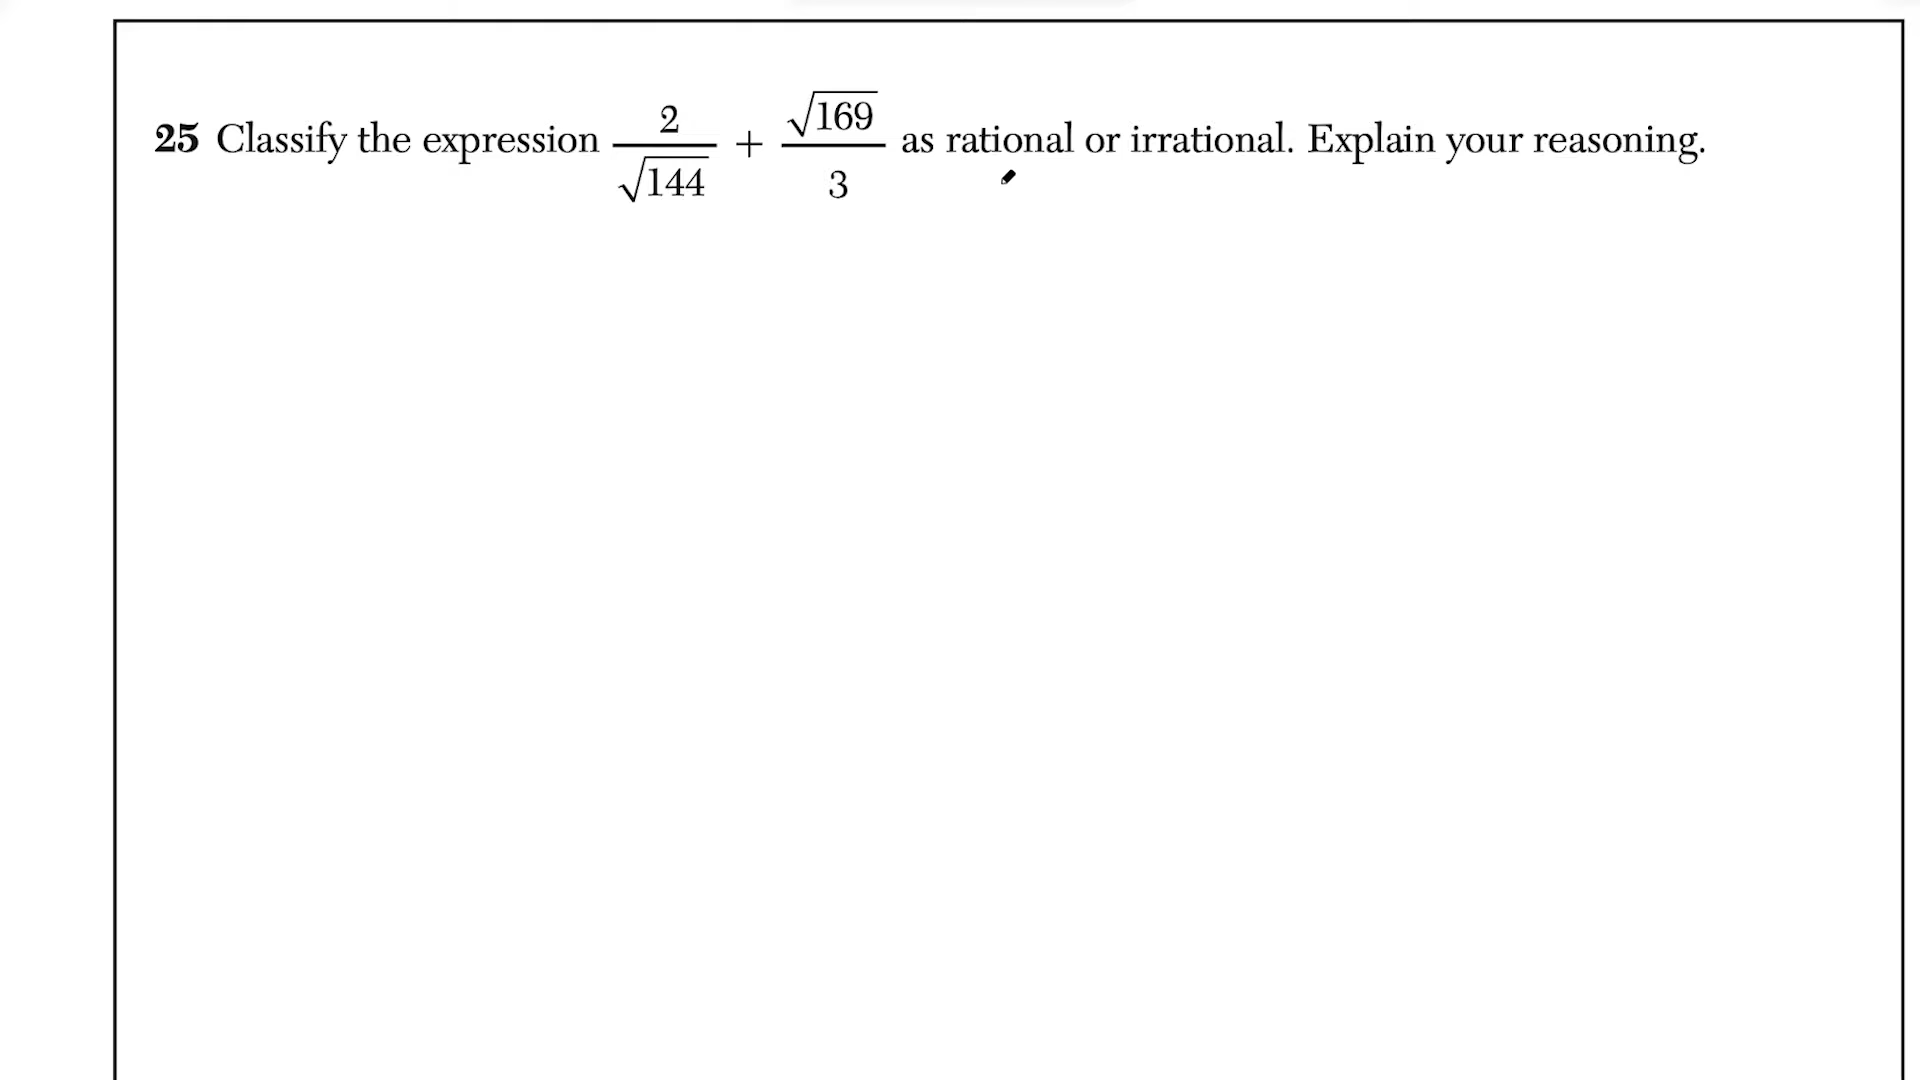 25 Classify the expression 2/√144 + √169/3 as rational or irrational. Explain your reasoning.